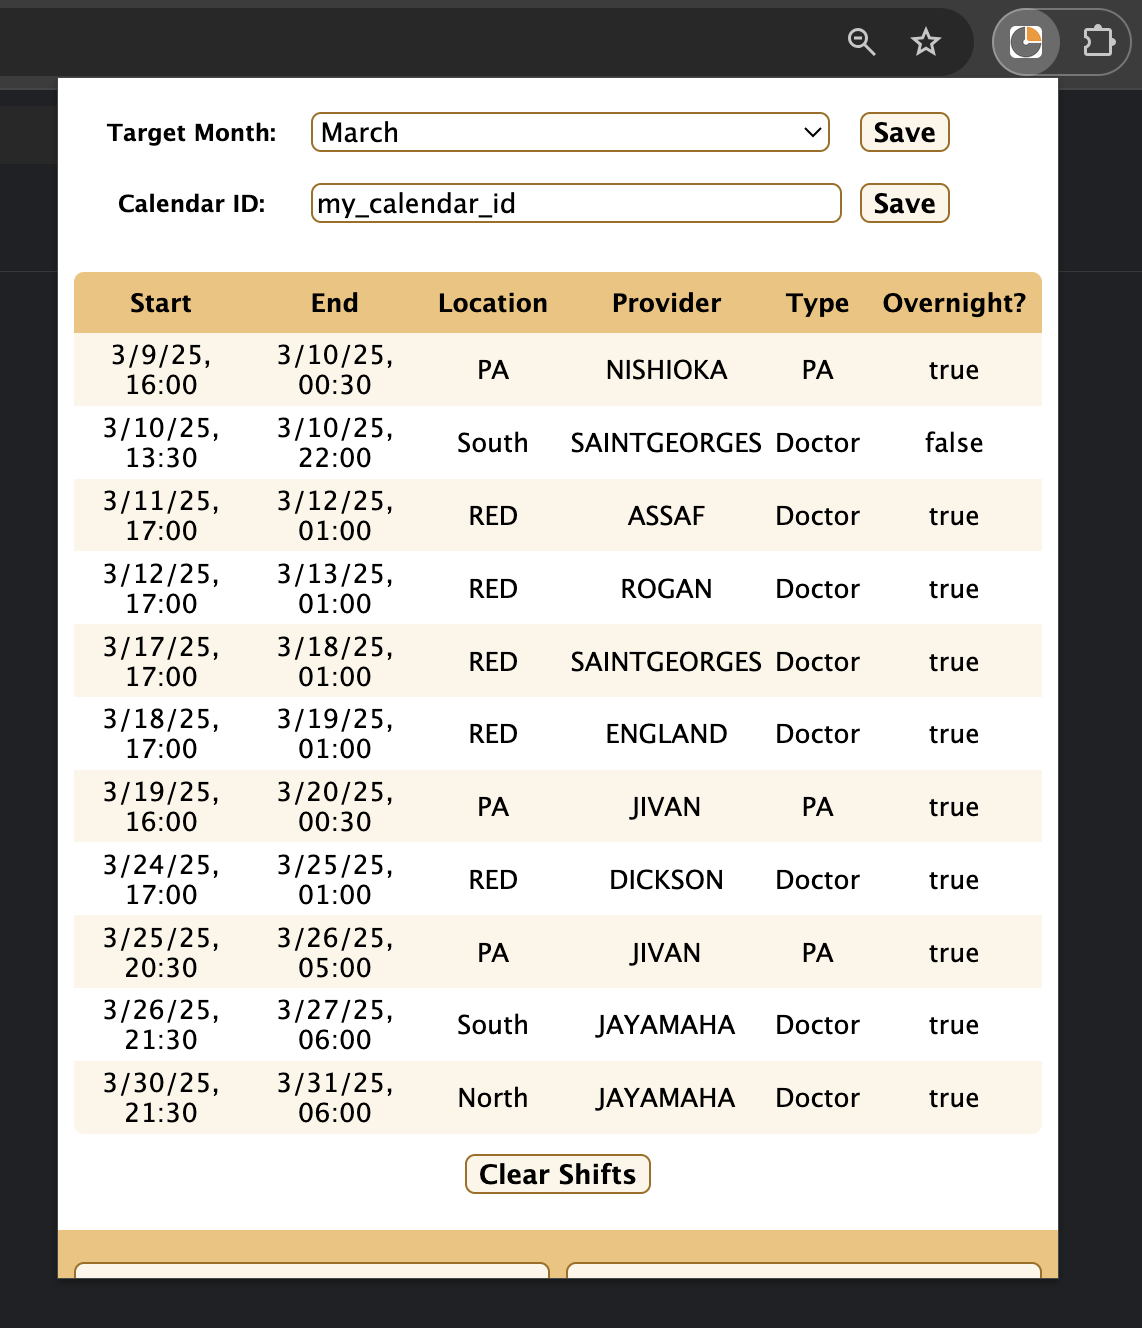 Target Month: March Save
Calendar ID: my_calendar_id Save
Start End Location Provider Type Overnight?
3/9/25, 16:00 3/10/25, 00:30 PA NISHIOKA PA true
3/10/25, 13:30 3/10/25, 22:00 South SAINTGEORGES Doctor false
3/11/25, 17:00 3/12/25, 01:00 RED ASSAF Doctor true
3/12/25, 17:00 3/13/25, 01:00 RED ROGAN Doctor true
3/17/25, 17:00 3/18/25, 01:00 RED SAINTGEORGES Doctor true
3/18/25, 17:00 3/19/25, 01:00 RED ENGLAND Doctor true
3/19/25, 16:00 3/20/25, 00:30 PA JIVAN PA true
3/24/25, 17:00 3/25/25, 01:00 RED DICKSON Doctor true
3/25/25, 20:30 3/26/25, 05:00 PA JIVAN PA true
3/26/25, 21:30 3/27/25, 06:00 South JAYAMAHA Doctor true
3/30/25, 21:30 3/31/25, 06:00 North JAYAMAHA Doctor true
Clear Shifts